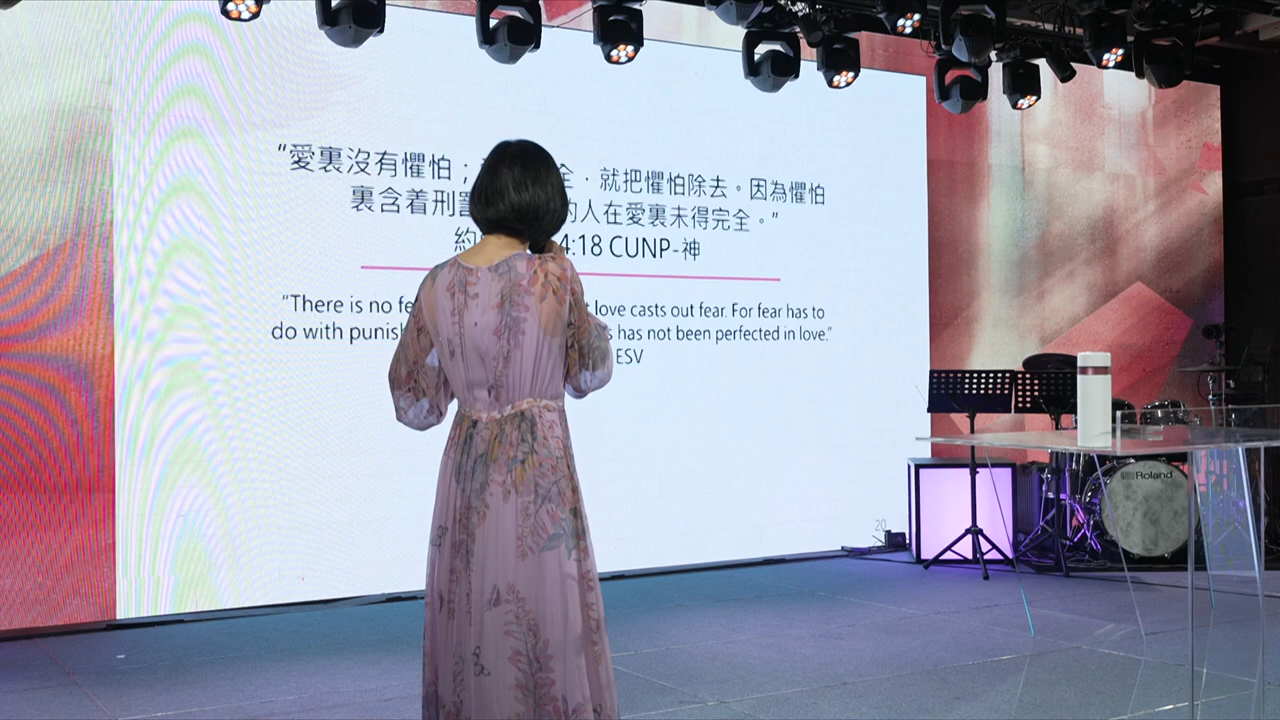 “愛裏沒有懼怕；全，就把懼怕除去。因為懼怕
裏含着刑罰的人在愛裏未得完全。”
約4:18 CUNP-神
“There is no love casts out fear. For fear has to
do with has not been perfected in love.”
ESV
20
Roland